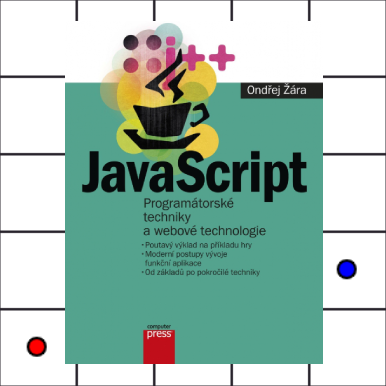 i++
Ondřej Žára
JavaScript
Programátorské
techniky
a webové technologie
• Poutavý výklad na příkladu hry
• Moderní postupy vývoje
funkční aplikace
• Od základů po pokročilé techniky
computer
press